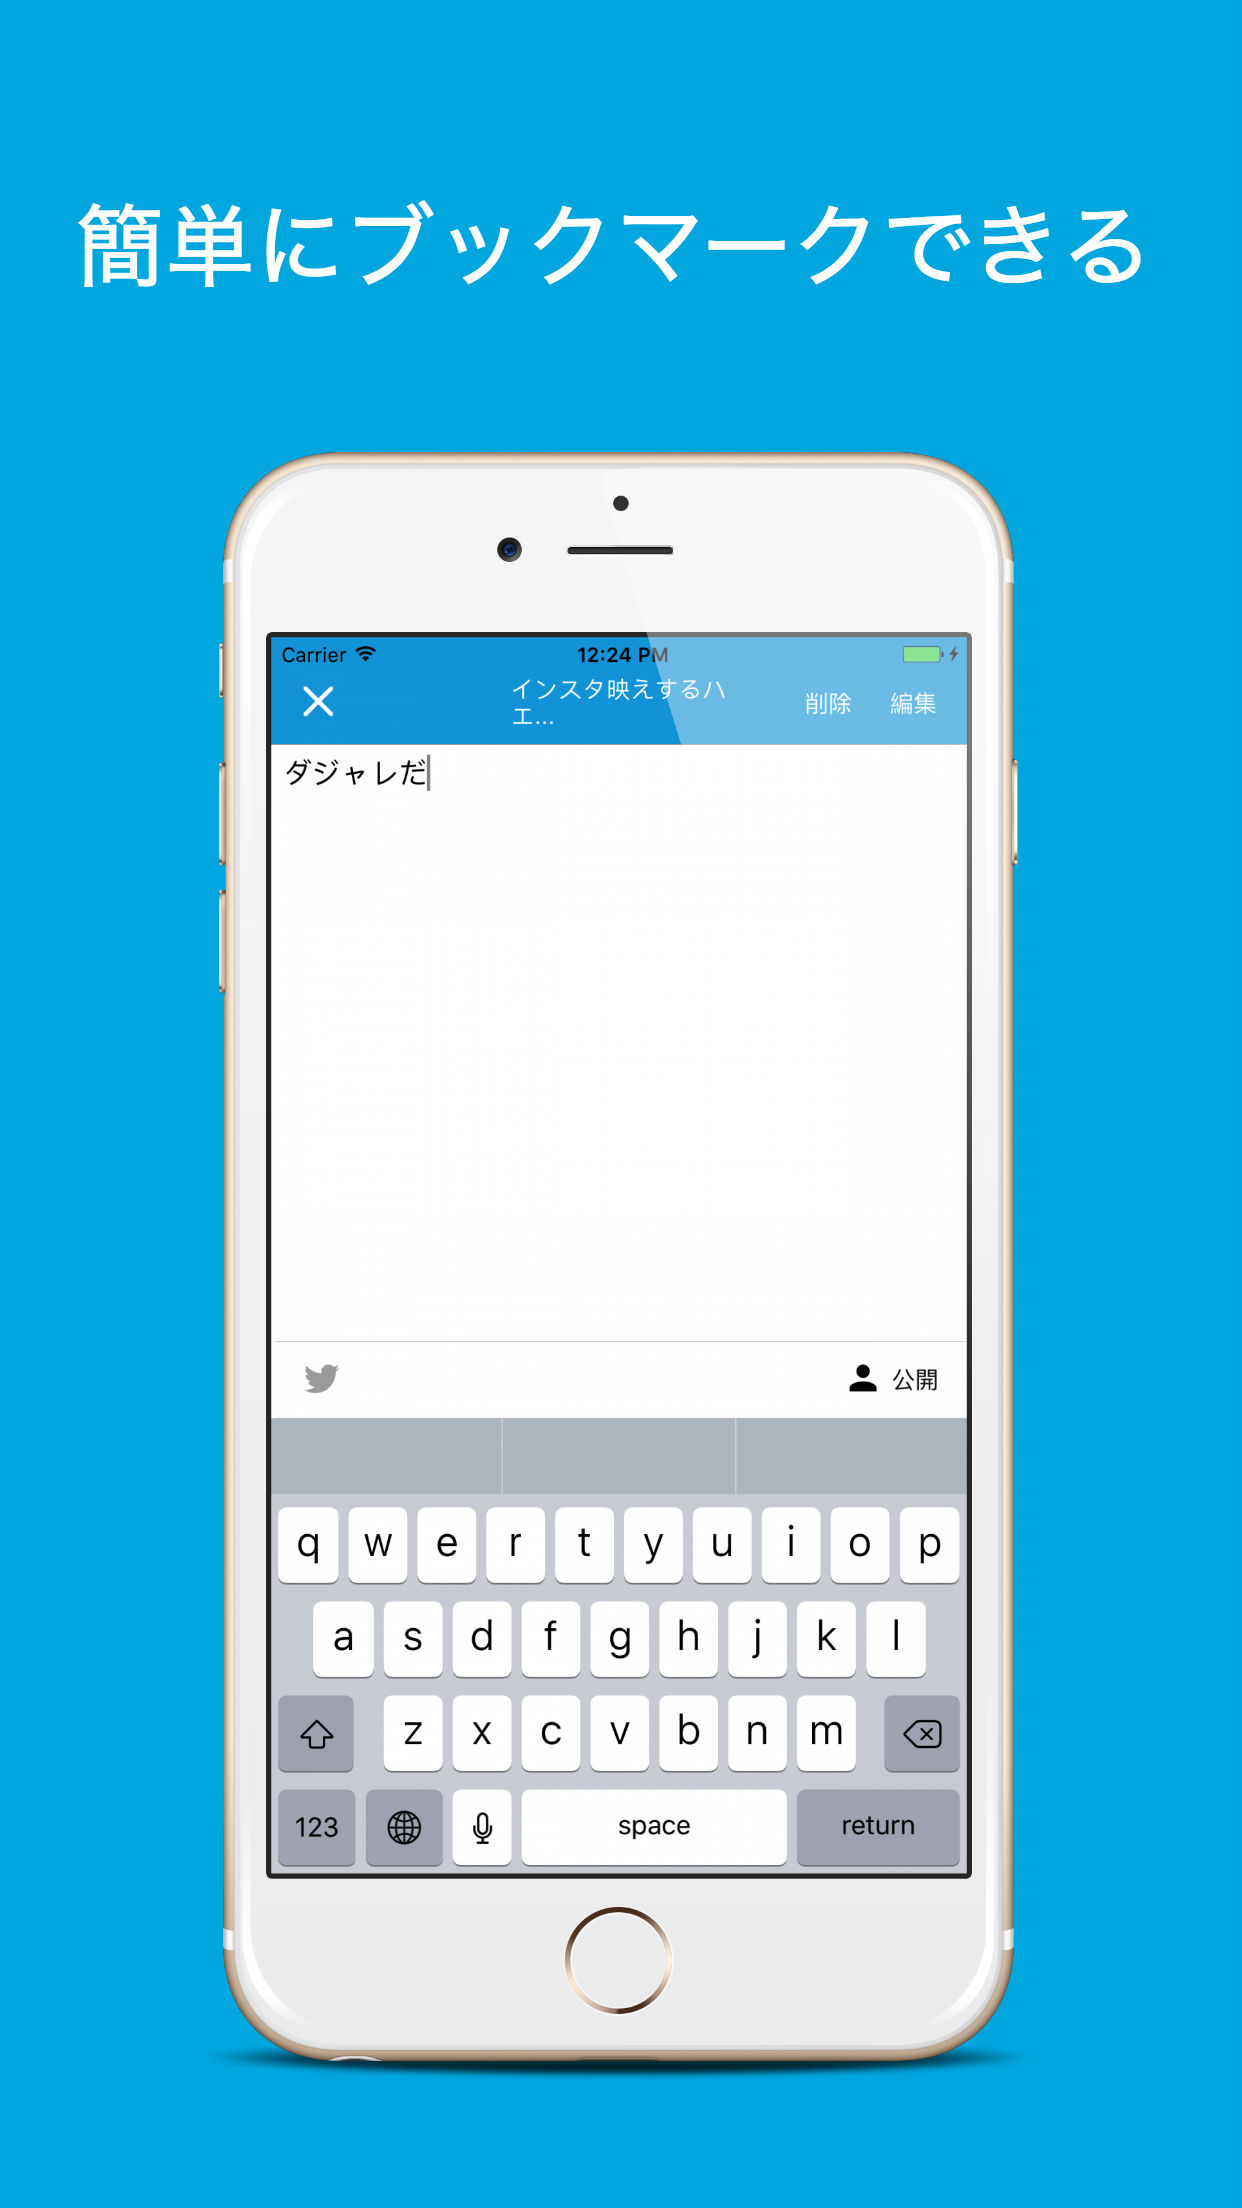 簡単にブックマークできる
Carrier 12:24 PM
インスタ映えするハ
エ...
削除 編集
ダジャレだ
公開
q w e r t y u i o p
a s d f g h j k l
z x c v b n m
123 space return